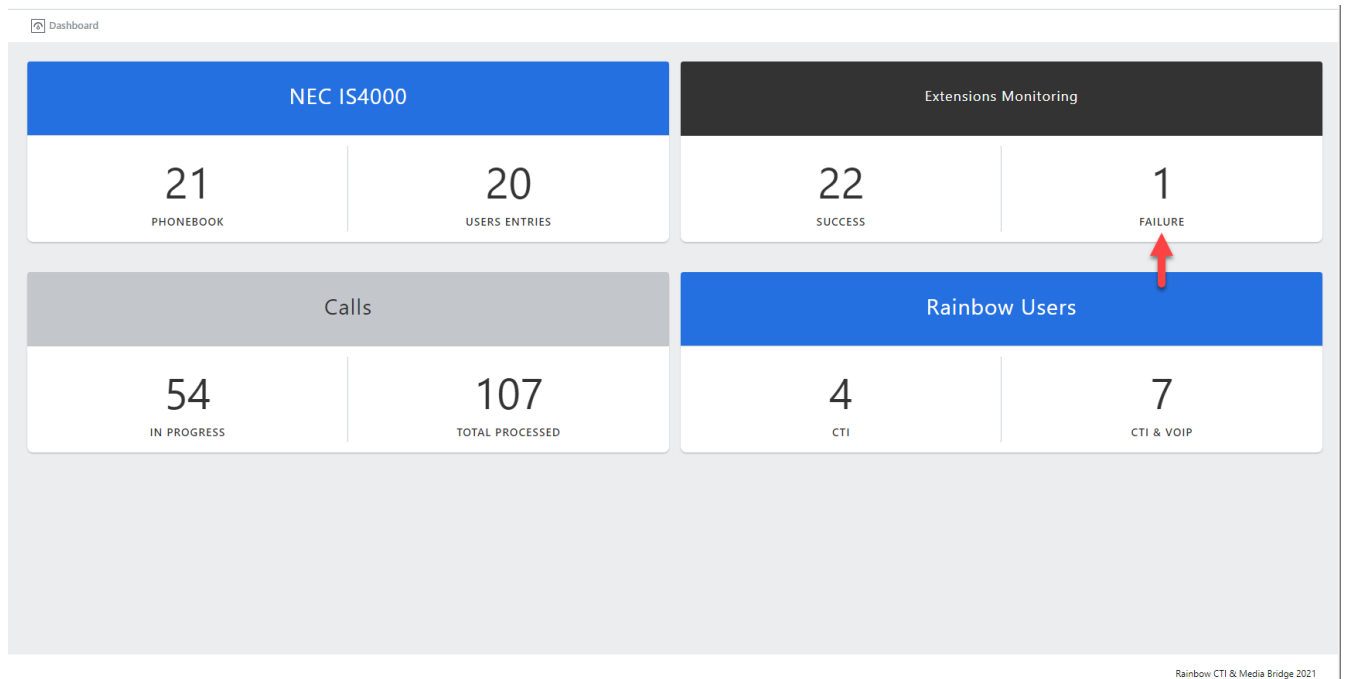 Dashboard
NEC IS4000
21
PHONEBOOK
20
USERS ENTRIES
Extensions Monitoring
22
SUCCESS
1
FAILURE
Calls
54
IN PROGRESS
107
TOTAL PROCESSED
Rainbow Users
4
CTI
7
CTI & VOIP
Rainbow CTI & Media Bridge 2021